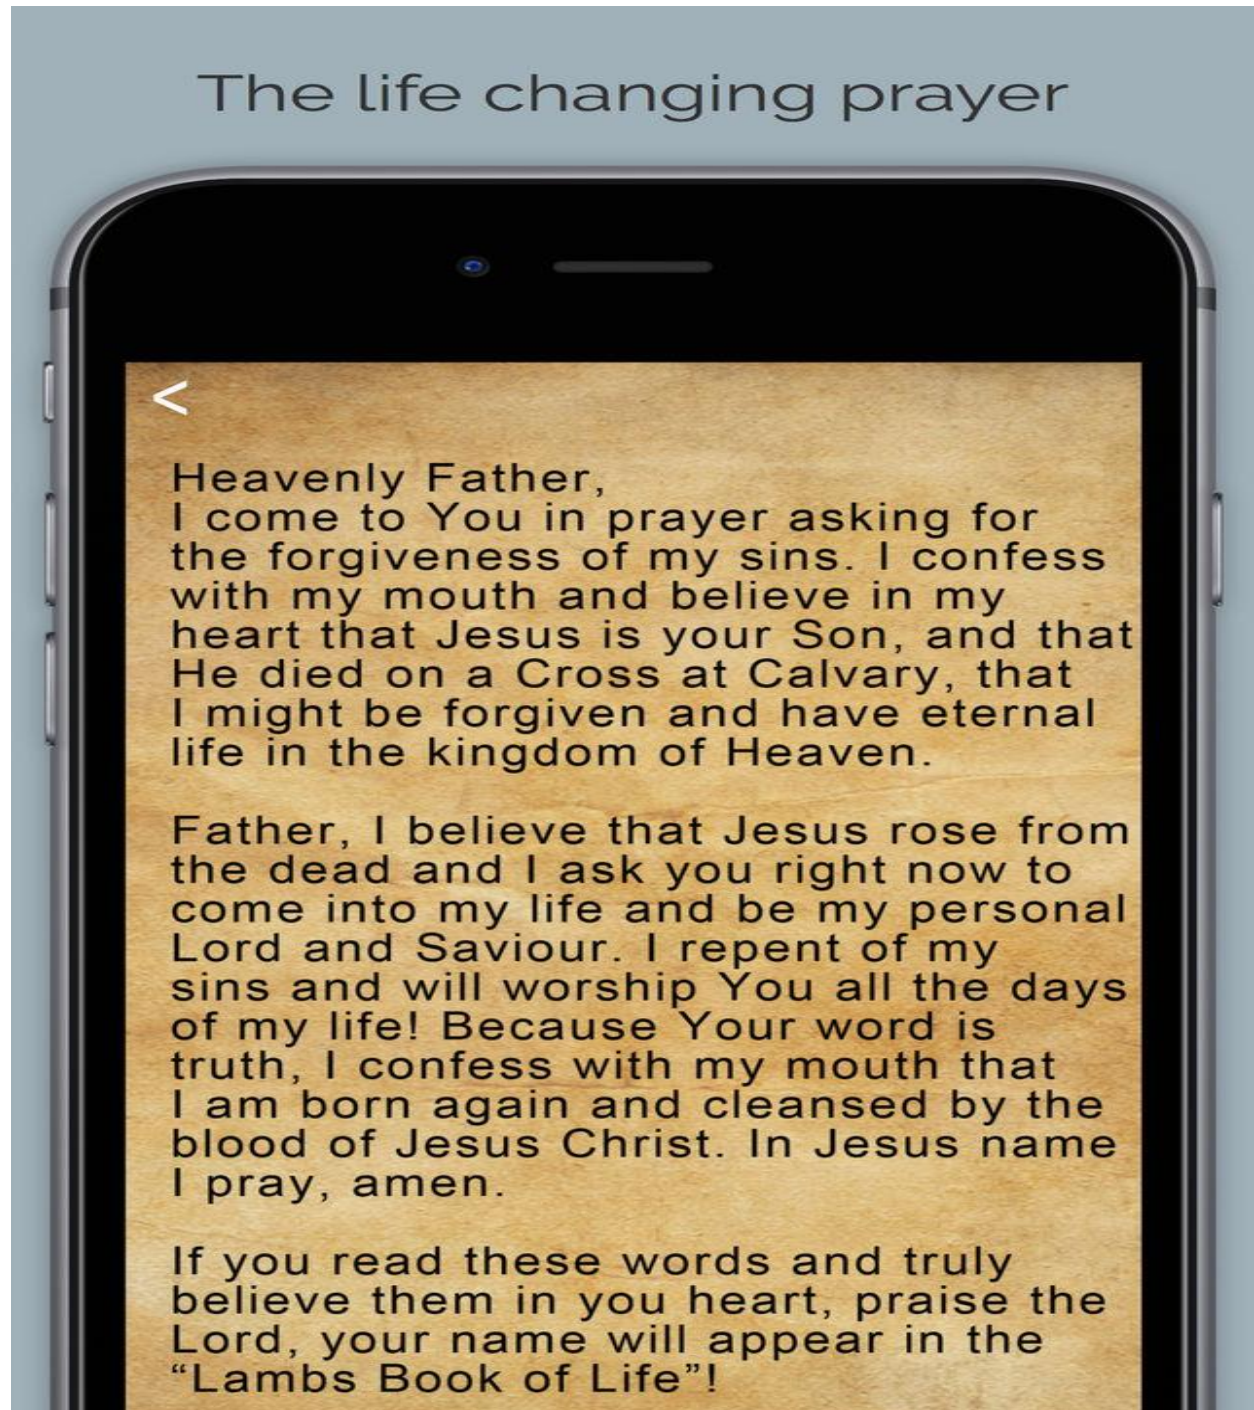 The life changing prayer
<
Heavenly Father,
I come to You in prayer asking for
the forgiveness of my sins. I confess
with my mouth and believe in my
heart that Jesus is your Son, and that
He died on a Cross at Calvary, that
I might be forgiven and have eternal
life in the kingdom of Heaven.
Father, I believe that Jesus rose from
the dead and I ask you right now to
come into my life and be my personal
Lord and Saviour. I repent of my
sins and will worship You all the days
of my life! Because Your word is
truth, I confess with my mouth that
I am born again and cleansed by the
blood of Jesus Christ. In Jesus name
I pray, amen.
If you read these words and truly
believe them in you heart, praise the
Lord, your name will appear in the
“Lambs Book of Life”!